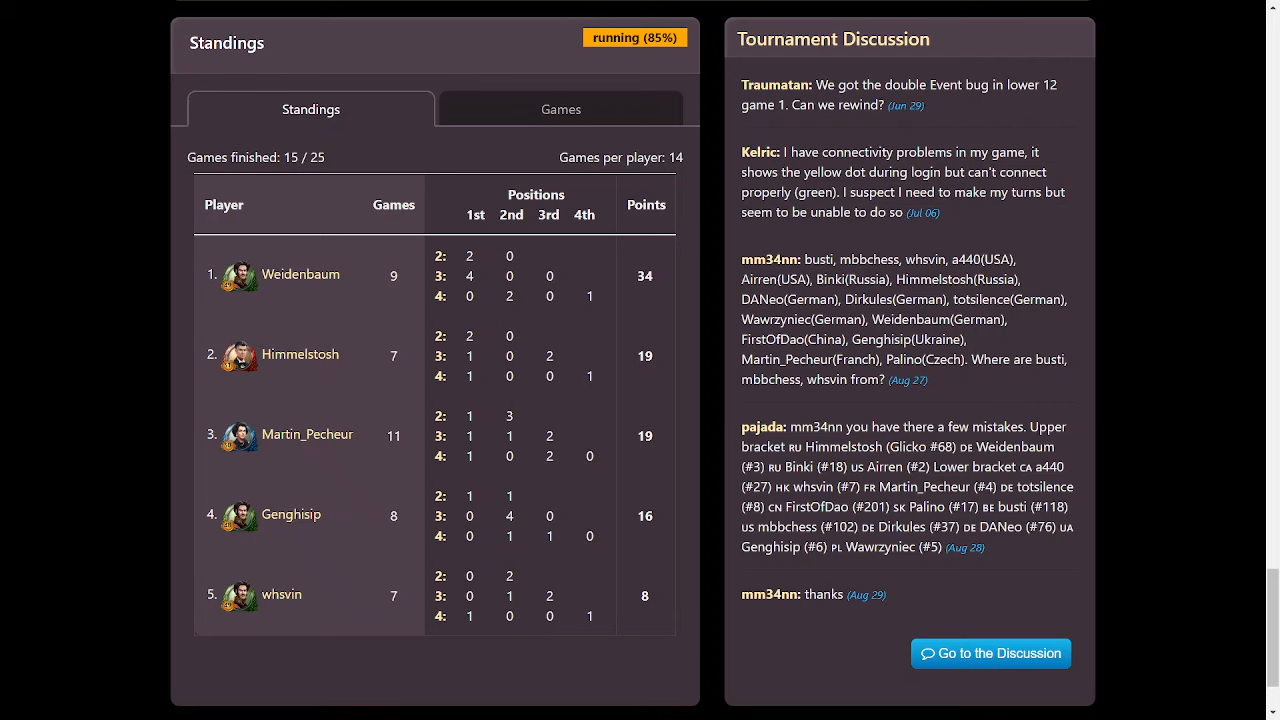 Standings
running (85%)
Standings
Games
Games finished: 15 / 25
Games per player: 14
Player Games Positions Points
1st 2nd 3rd 4th
2: 2 0
1. Weidenbaum 9 3: 4 0 0 34
4: 0 2 0 1
2: 2 0
2. Himmelstosh 7 3: 1 0 2 19
4: 1 0 0 1
2: 1 3
3. Martin_Pecheur 11 3: 1 1 2 19
4: 1 0 2 0
2: 1 1
4. Genghisip 8 3: 0 4 0 16
4: 0 1 1 0
2: 0 2
5. whsvin 7 3: 0 1 2 8
4: 1 0 0 1
Tournament Discussion
Traumatan: We got the double Event bug in lower 12
game 1. Can we rewind? (Jun 29)
Kelric: I have connectivity problems in my game, it
shows the yellow dot during login but can't connect
properly (green). I suspect I need to make my turns but
seem to be unable to do so (Jul 06)
mm34nn: busti, mbbchess, whsvin, a440(USA),
Airren(USA), Binki(Russia), Himmelstosh(Russia),
DANeo(German), Dirkules(German), totsilence(German),
Wawrzyniec(German), Weidenbaum(German),
FirstOfDao(China), Genghisip(Ukraine),
Martin_Pecheur(Franch), Palino(Czech). Where are busti,
mbbchess, whsvin from? (Aug 27)
pajada: mm34nn you have there a few mistakes. Upper
bracket RU Himmelstosh (Glicko #68) DE Weidenbaum
(#3) RU Binki (#18) US Airren (#2) Lower bracket CA a440
(#27) HK whsvin (#7) FR Martin_Pecheur (#4) DE totsilence
(#8) CN FirstOfDao (#201) SK Palino (#17) BE busti (#118)
US mbbchess (#102) DE Dirkules (#37) DE DANeo (#76) UA
Genghisip (#6) PL Wawrzyniec (#5) (Aug 28)
mm34nn: thanks (Aug 29)
Go to the Discussion